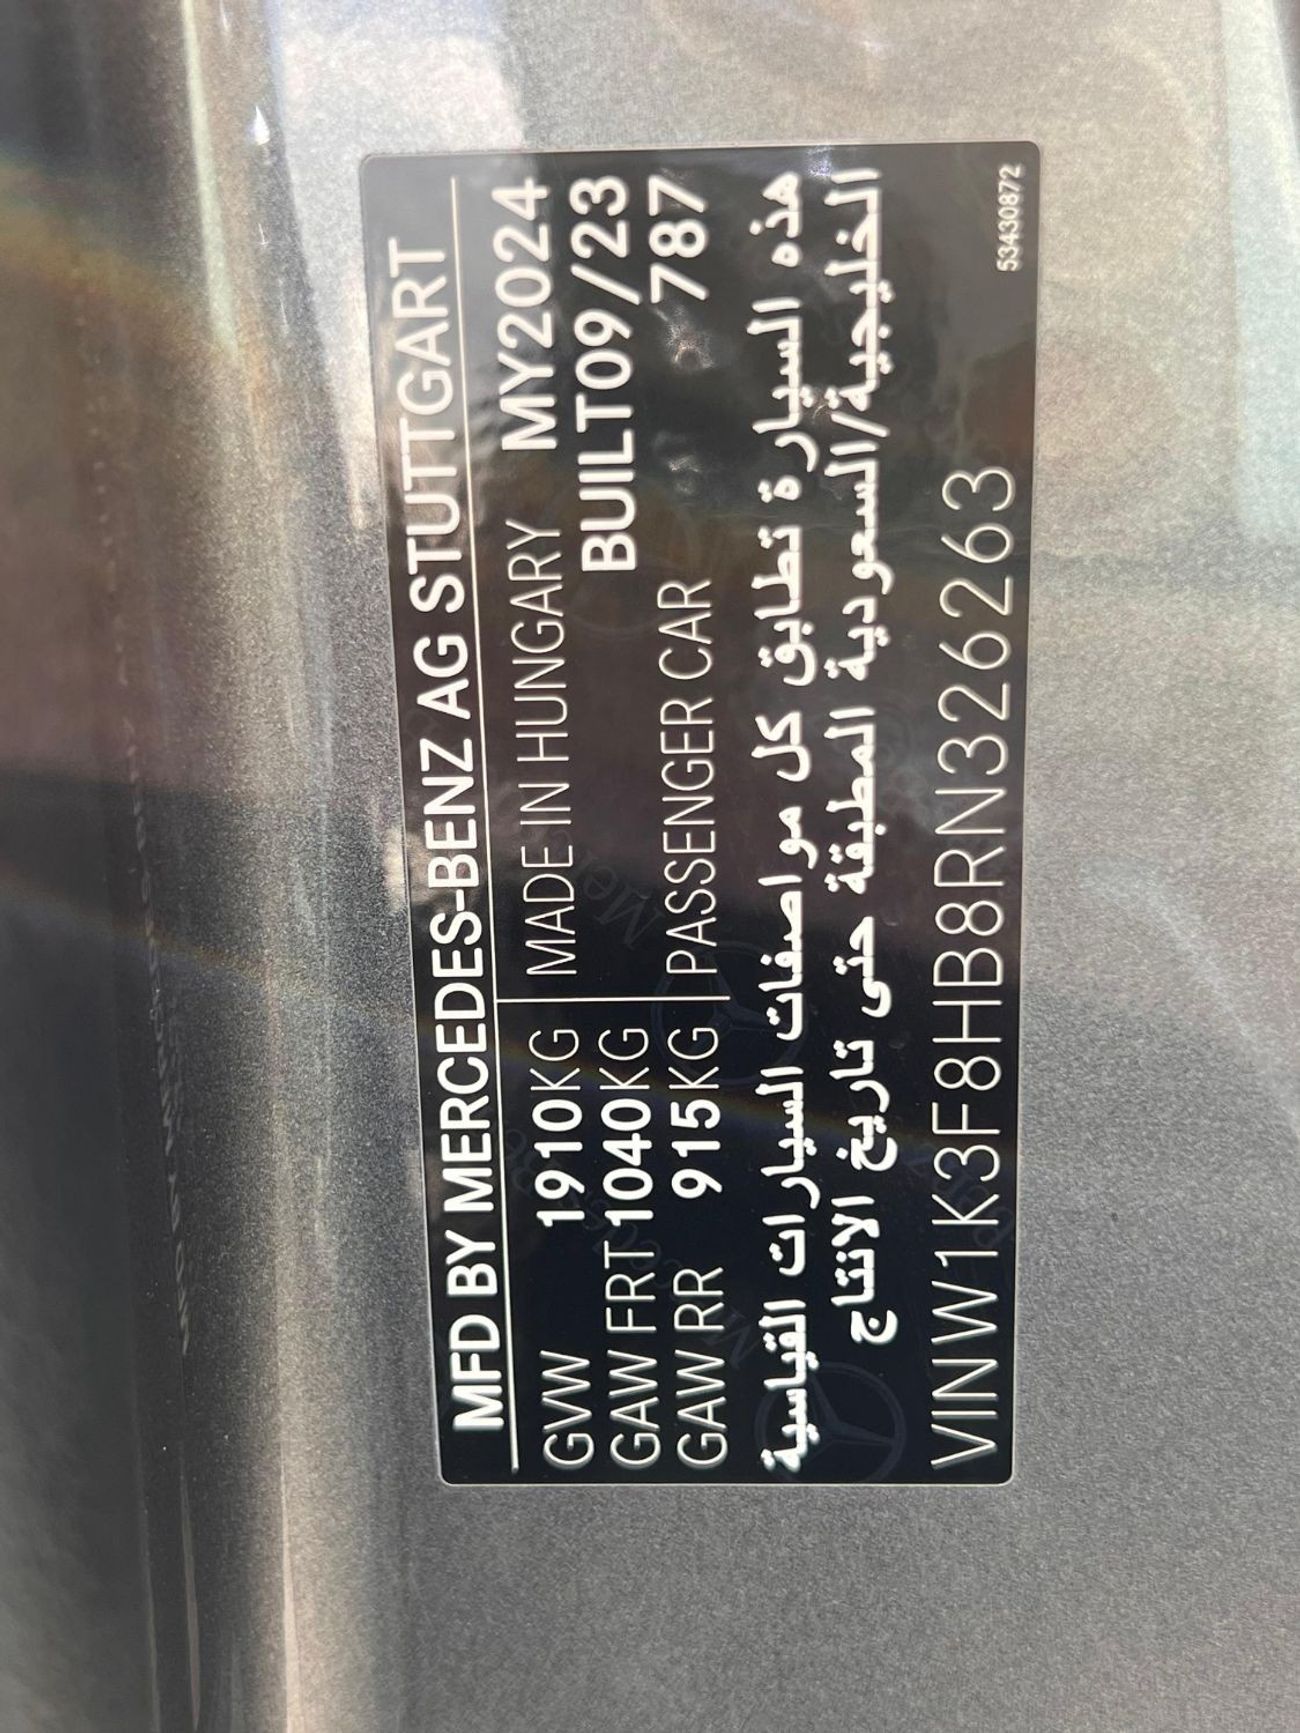 MFD BY MERCEDES-BENZ AG STUTTGART
GVW 1910KG MADE IN HUNGARY MY2024
GAW FRT 1040KG BUILT09/23
GAW RR 915KG PASSENGER CAR 787
هذه السيارة تطابق كل مواصفات السيارات القياسية
الخليجية/السعودية المطبقة حتى تاريخ الانتاج
VIN W1K3F8HB8RN326263
53430872